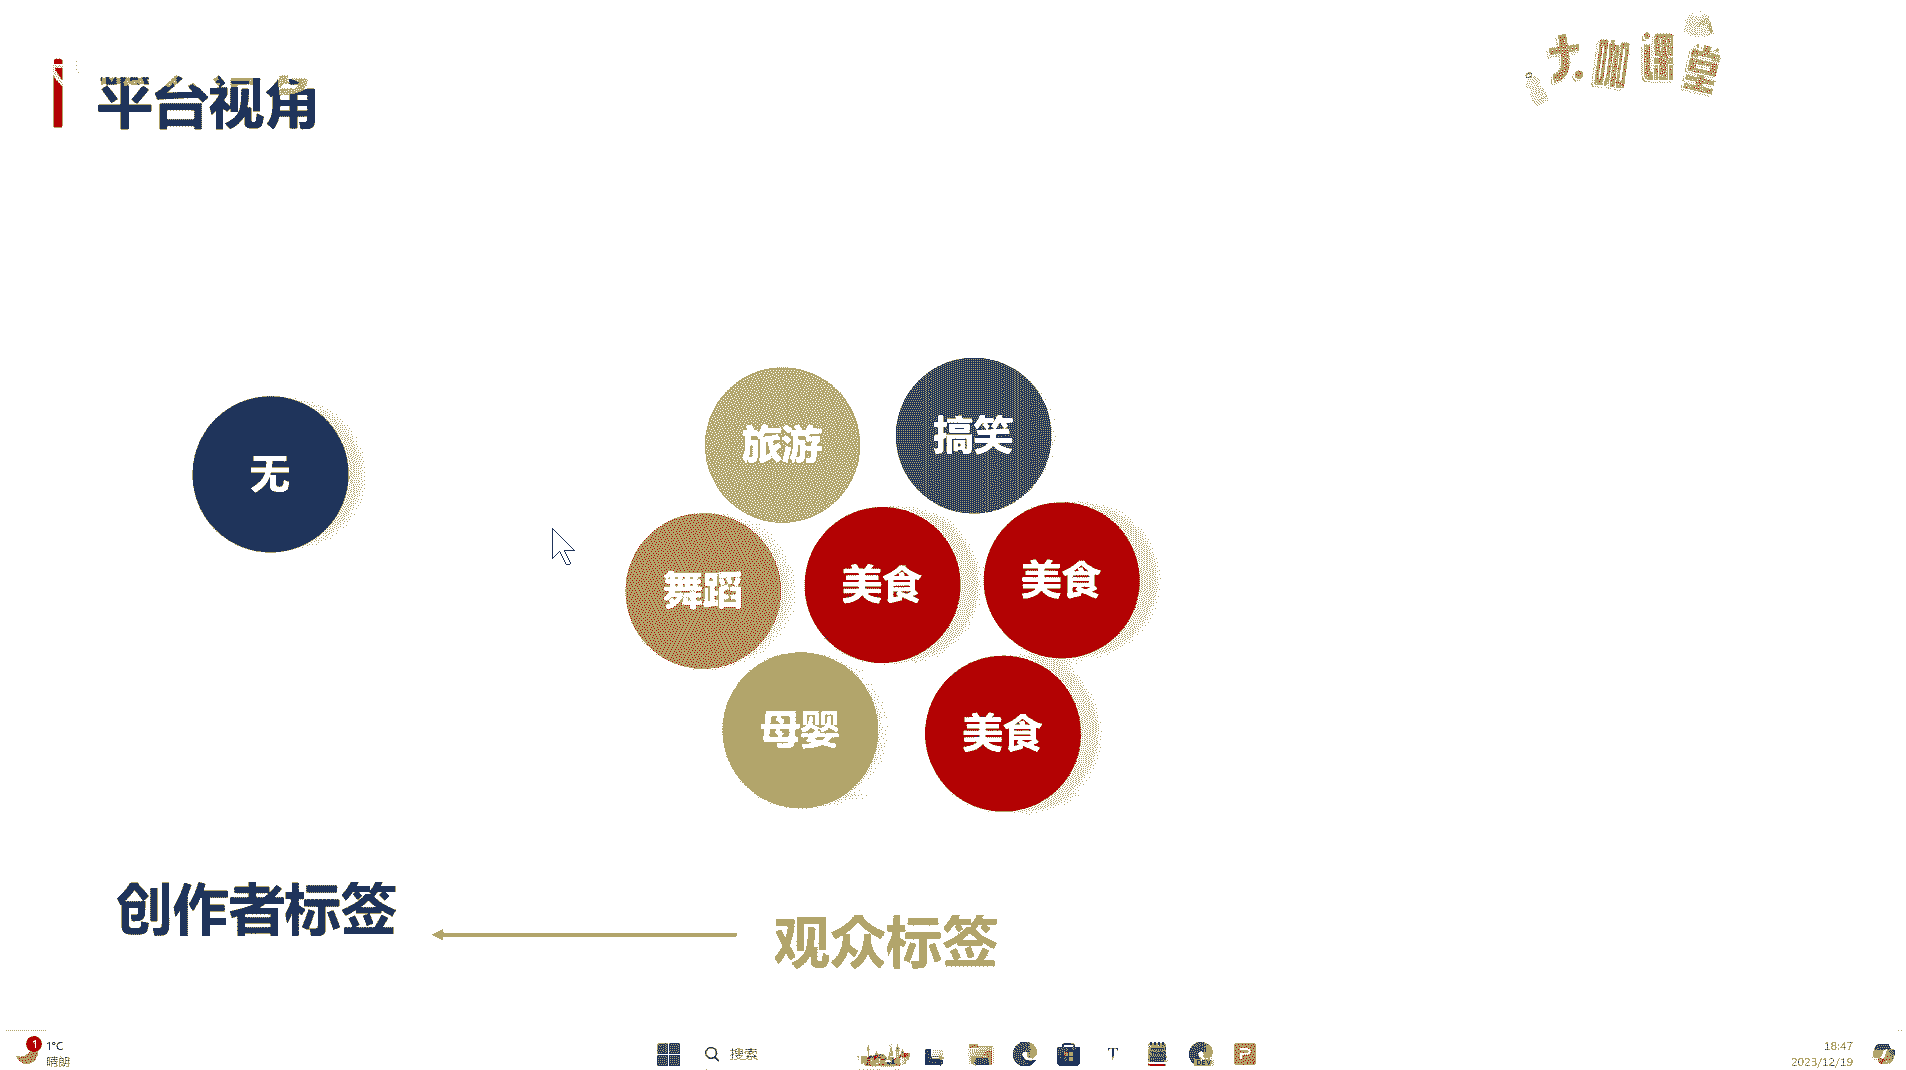 平台视角
大咖课堂
旅游
搞笑
无
舞蹈
美食
美食
母婴
美食
创作者标签
观众标签
1
1°C
晴朗
搜索
T
DEV
P
18:47
2023/12/19